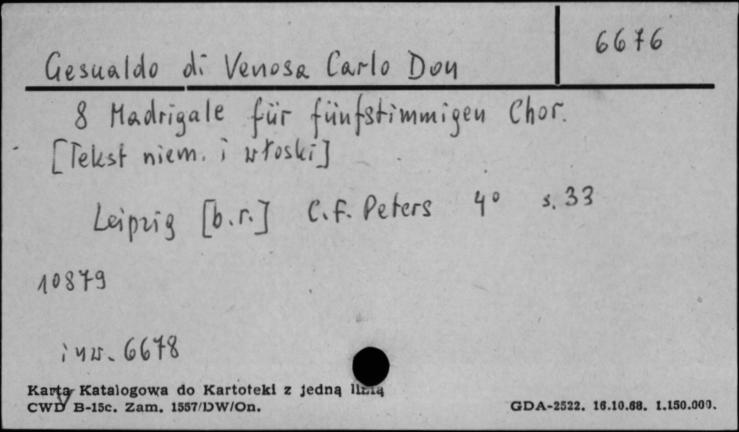 Gesualdo di Venosa Carlo Don
6676
8 Madrigale für fünfstimmigen Chor.
[Tekst niem. i włoski]
Leipzig [b.r.] C.F. Peters 4° s. 33
10879
inw. 6678
Karta Katalogowa do Kartoteki z jedną linią
CWD B-15c. Zam. 1557/DW/On.
GDA-2522. 16.10.68. 1.150.000.